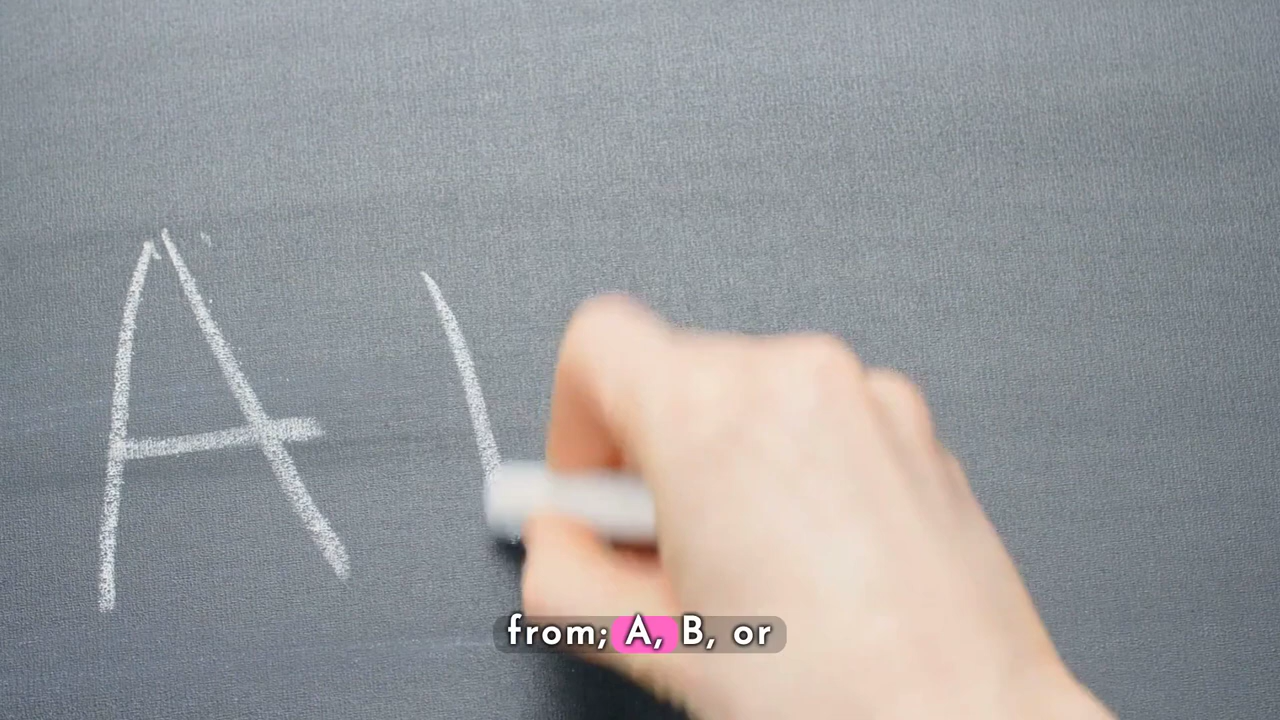 A
from; A, B, or